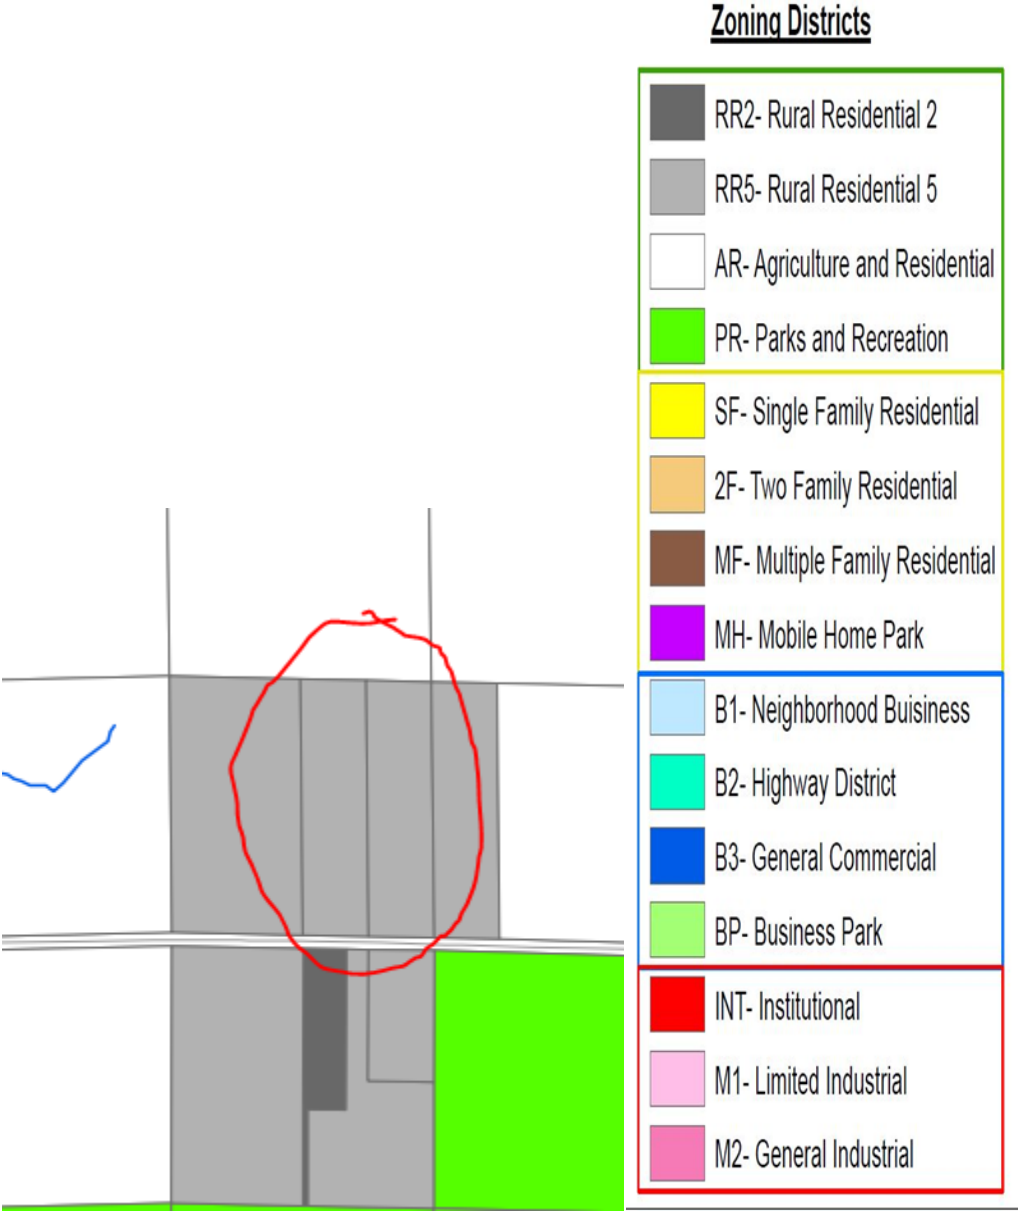 Zoning Districts
RR2- Rural Residential 2
RR5- Rural Residential 5
AR- Agriculture and Residential
PR- Parks and Recreation
SF- Single Family Residential
2F- Two Family Residential
MF- Multiple Family Residential
MH- Mobile Home Park
B1- Neighborhood Buisiness
B2- Highway District
B3- General Commercial
BP- Business Park
INT- Institutional
M1- Limited Industrial
M2- General Industrial